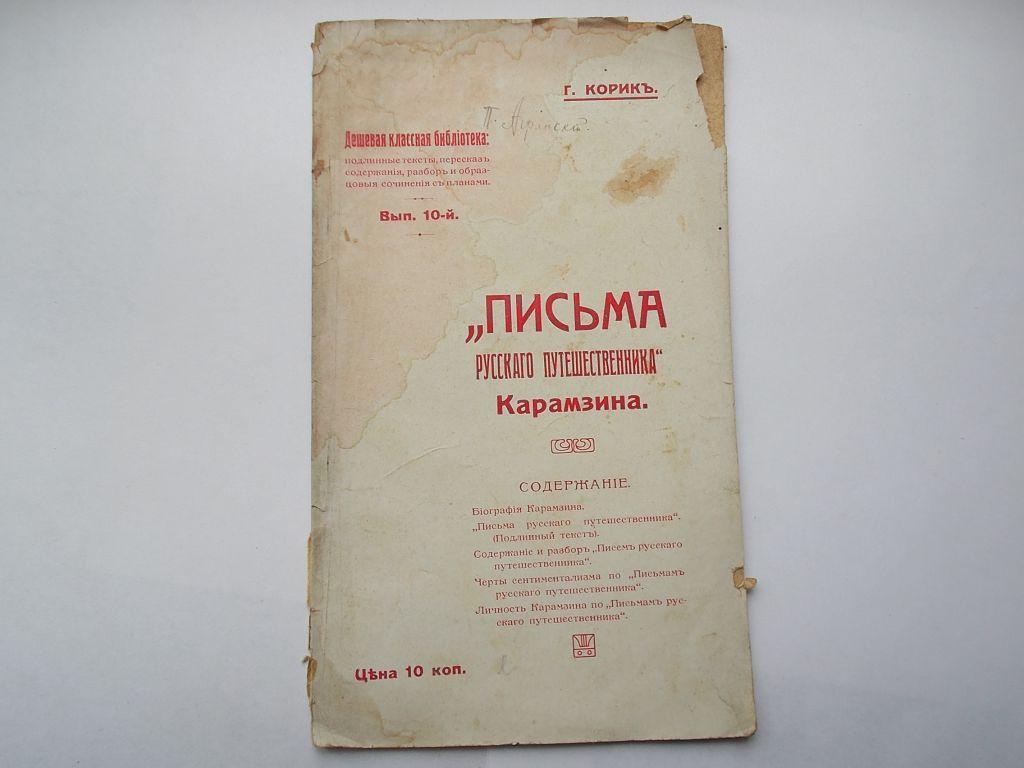 Г. КОРИКЪ.
Дешевая классная библіотека:
подлинные тексты, пересказъ
содержанія, разборъ и образ-
цовыя сочиненія съ планами.
Вып. 10-й.
„ПИСЬМА
РУССКАГО ПУТЕШЕСТВЕННИКА“
Карамзина.
СОДЕРЖАНІЕ.
Біографія Карамзина.
„Письма русскаго путешественника“.
(Подлинный текстъ).
Содержаніе и разборъ „Писемъ русскаго
путешественника“.
Черты сентиментализма по „Письмамъ
русскаго путешественника“.
Личность Карамзина по „Письмамъ рус-
скаго путешественника“.
Цѣна 10 коп.